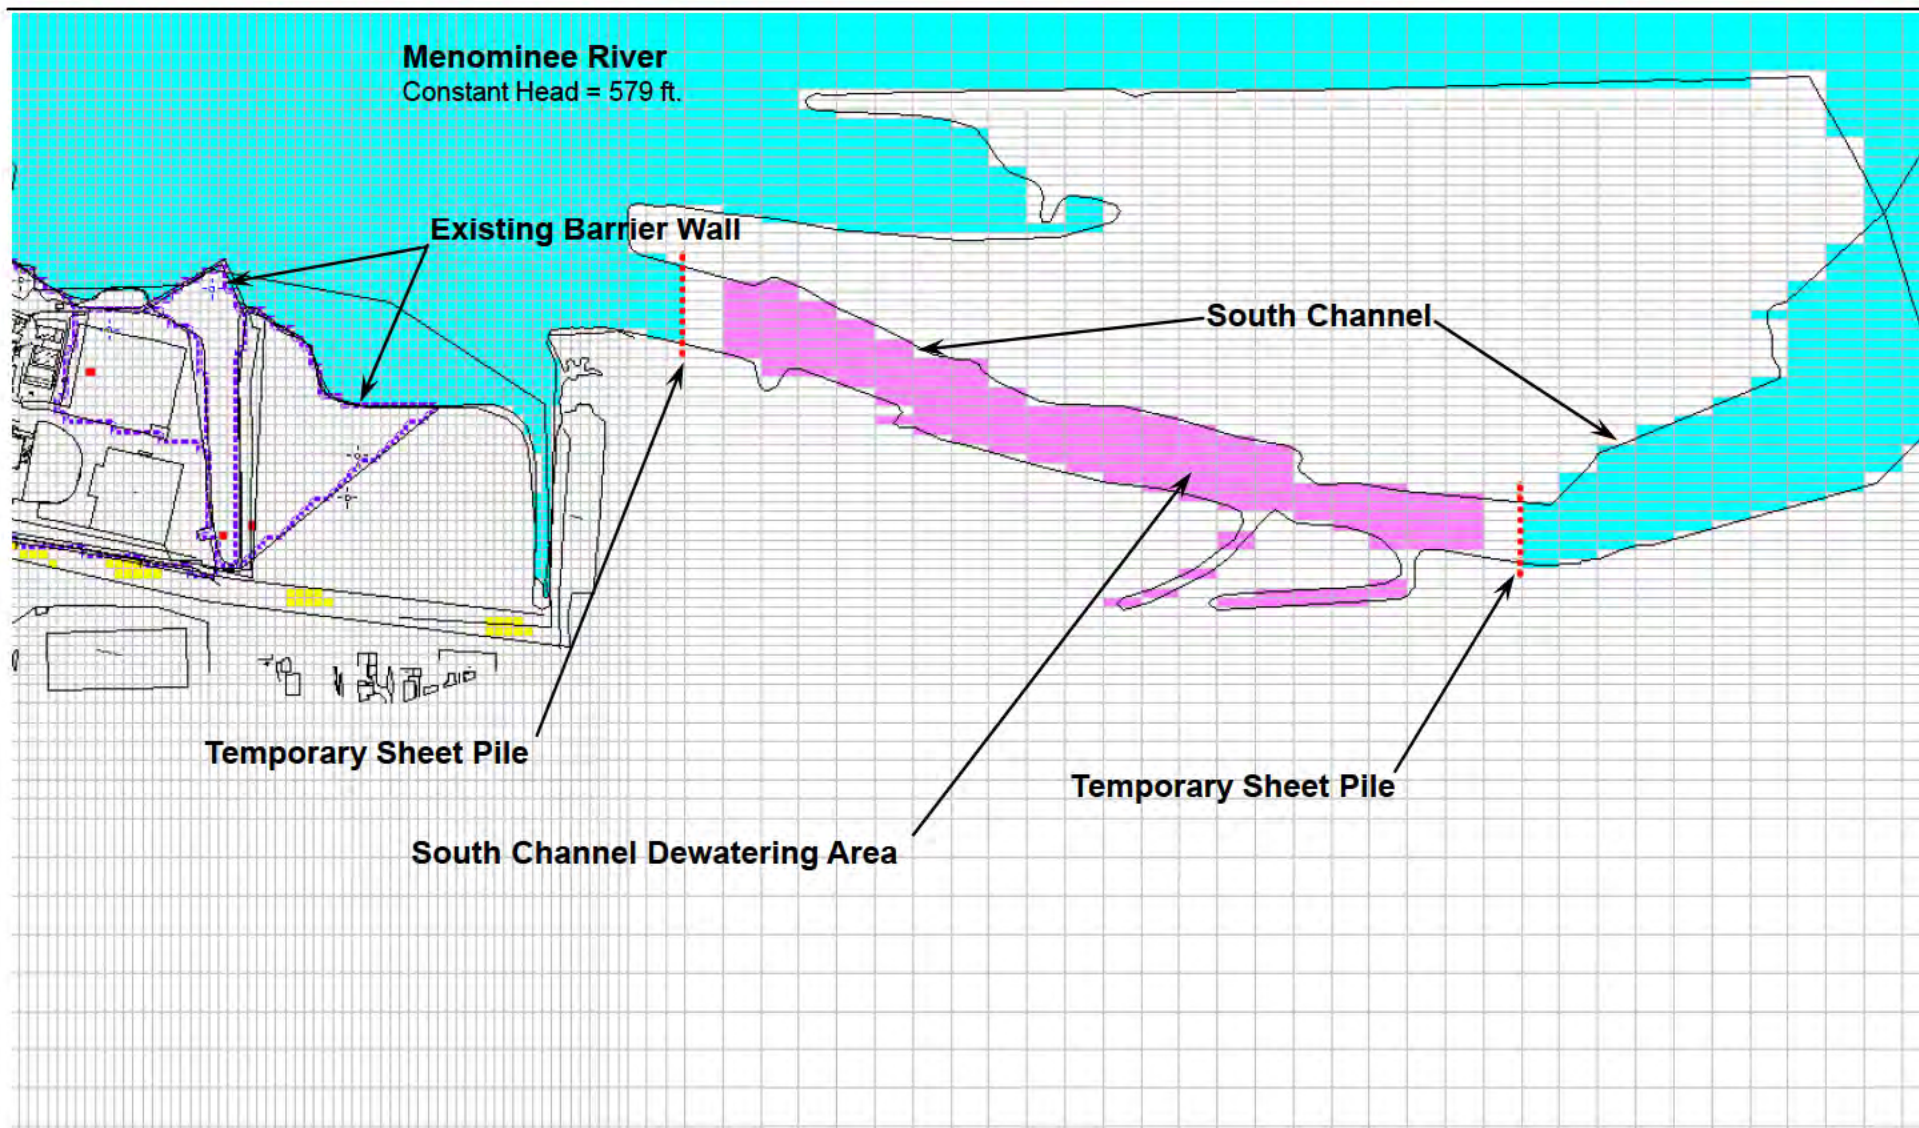 Menominee River
Constant Head = 579 ft.
Existing Barrier Wall
South Channel
Temporary Sheet Pile
Temporary Sheet Pile
South Channel Dewatering Area